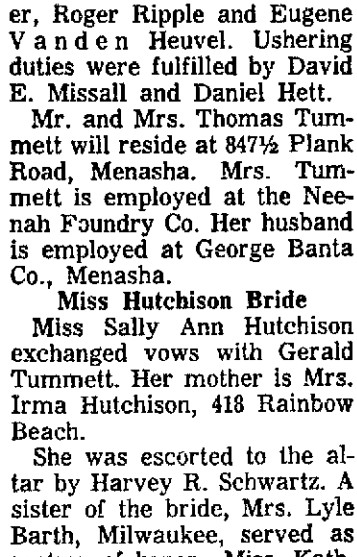 er, Roger Ripple and Eugene
Vanden Heuvel. Ushering
duties were fulfilled by David
E. Missall and Daniel Hett.
Mr. and Mrs. Thomas Tum-
mett will reside at 847½ Plank
Road, Menasha. Mrs. Tum-
mett is employed at the Nee-
nah Foundry Co. Her husband
is employed at George Banta
Co., Menasha.
Miss Hutchison Bride
Miss Sally Ann Hutchison
exchanged vows with Gerald
Tummett. Her mother is Mrs.
Irma Hutchison, 418 Rainbow
Beach.
She was escorted to the al-
tar by Harvey R. Schwartz. A
sister of the bride, Mrs. Lyle
Barth, Milwaukee, served as